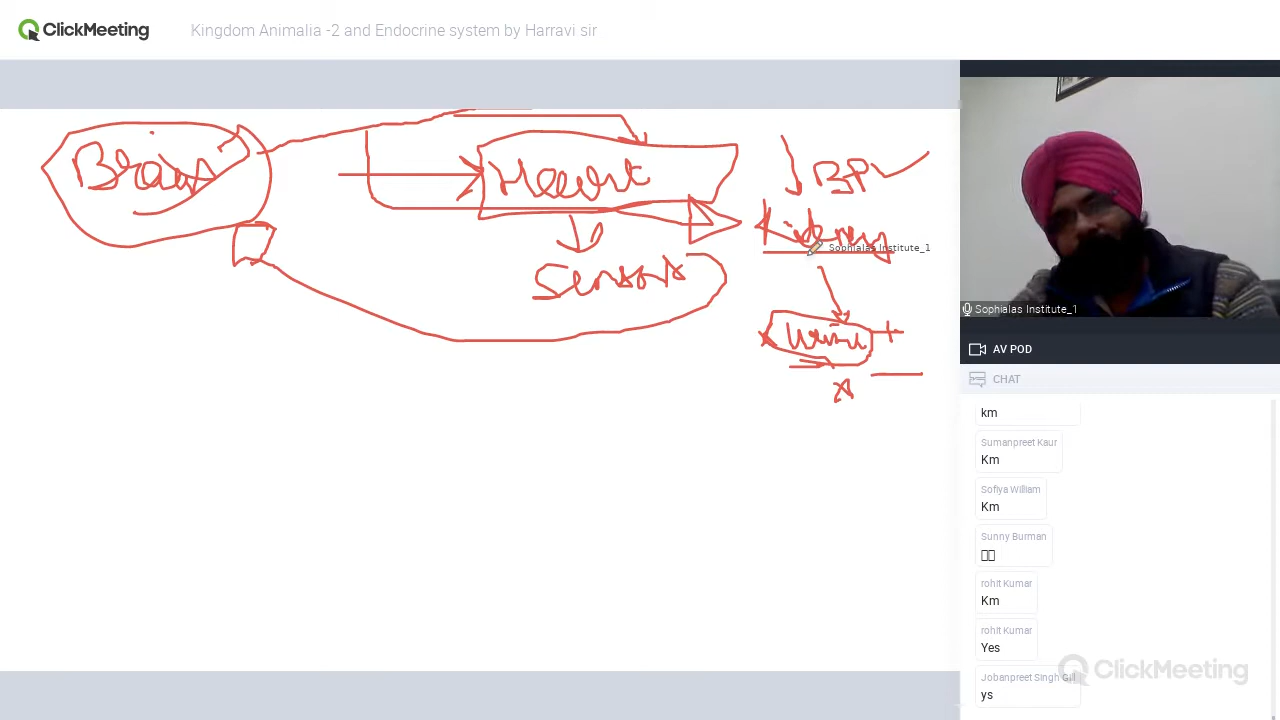 ClickMeeting
Kingdom Animalia -2 and Endocrine system by Harravi sir
Brain
Heart
BP
Kidney
Sophialas Institute_1
Sensors
Urine
Sophialas Institute_1
AV POD
CHAT
km
Sumanpreet Kaur
Km
Sofiya William
Km
Sunny Burman
rohit Kumar
Km
rohit Kumar
Yes
Jobanpreet Singh Gill
ys
ClickMeeting